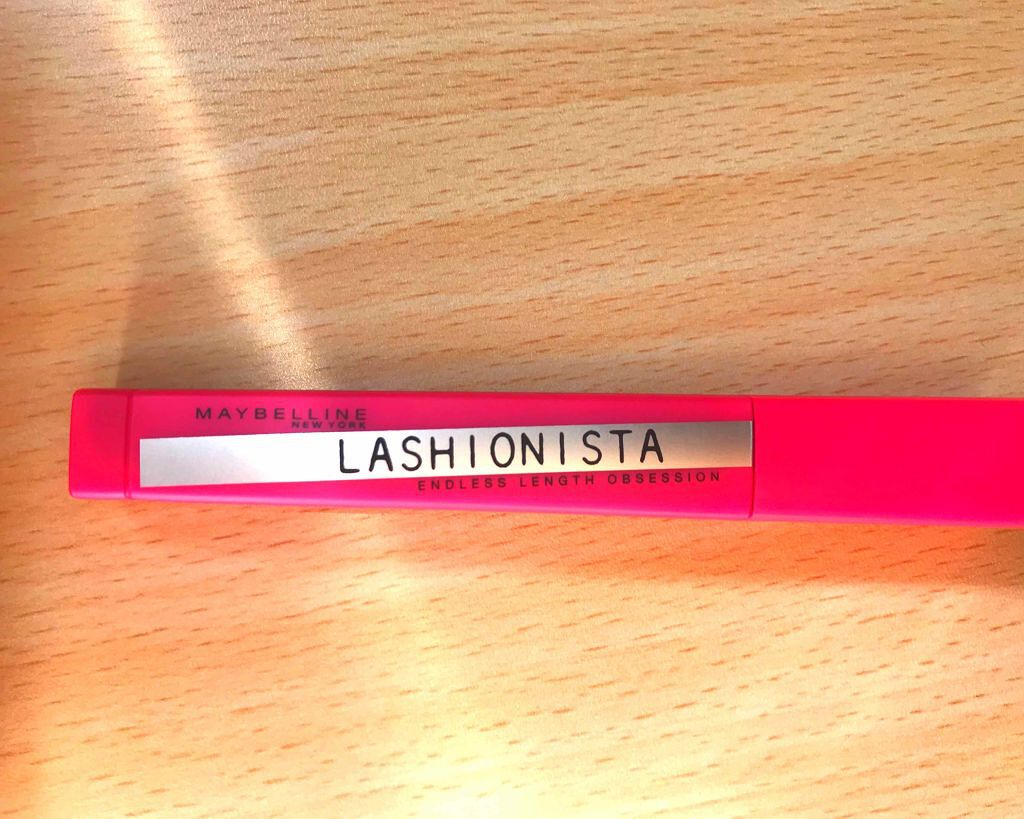 MAYBELLINE
NEW YORK
LASHIONISTA
ENDLESS LENGTH OBSESSION